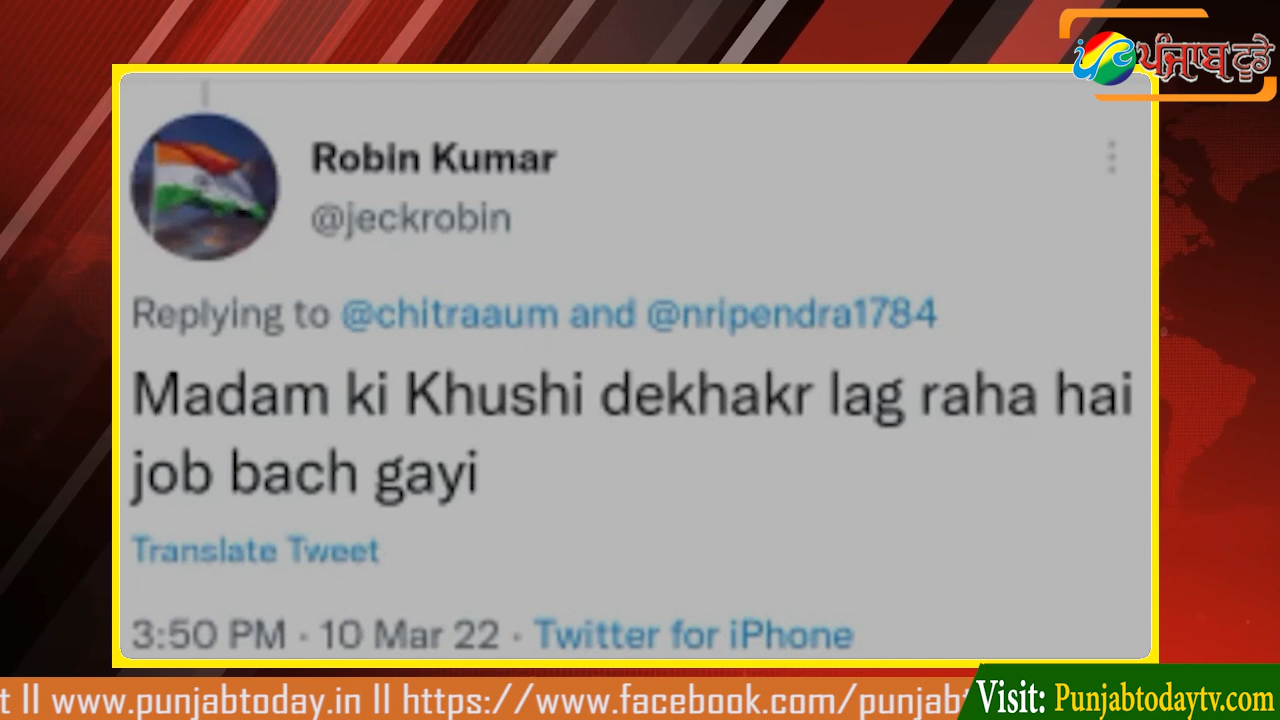 ਪੰਜਾਬ ਟੂਡੇ
Robin Kumar
@jeckrobin
Replying to @chitraaum and @nripendra1784
Madam ki Khushi dekhakr lag raha hai
job bach gayi
Translate Tweet
3:50 PM · 10 Mar 22 · Twitter for iPhone
t ll www.punjabtoday.in ll https://www.facebook.com/punjab
Visit: Punjabtodaytv.com